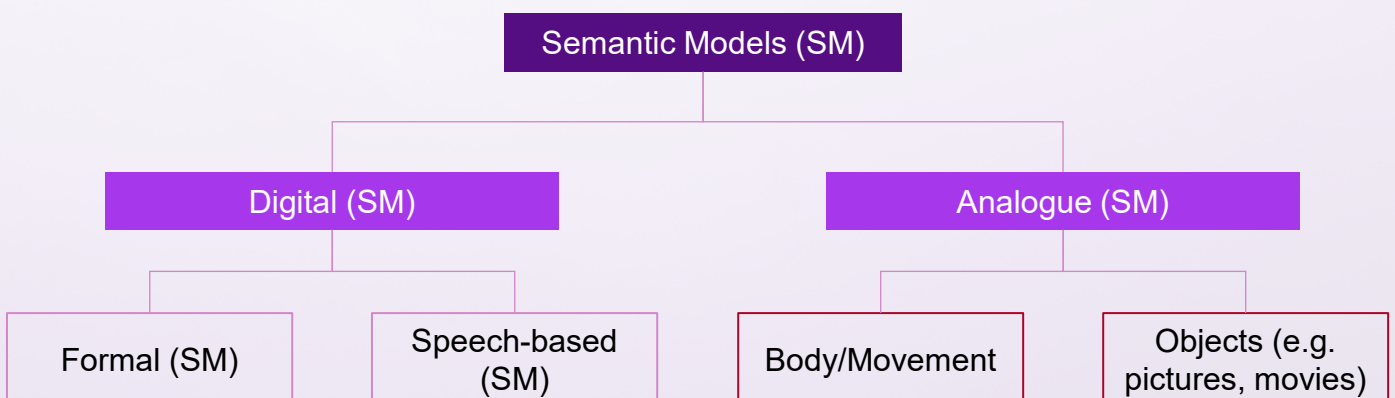 Semantic Models (SM)
Digital (SM)
Analogue (SM)
Formal (SM)
Speech-based
(SM)
Body/Movement
Objects (e.g.
pictures, movies)